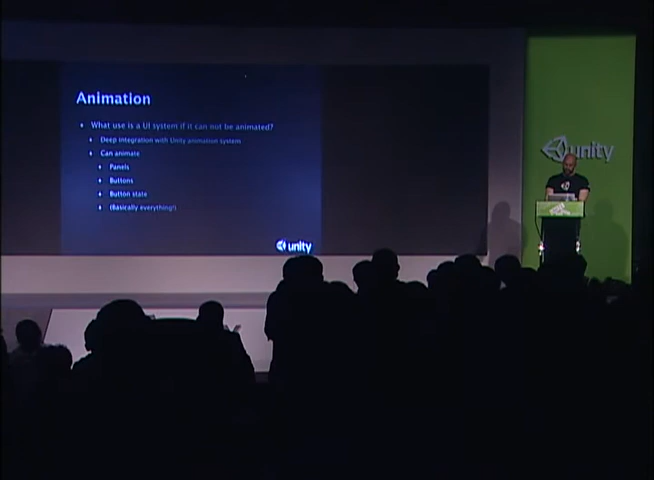 Animation
What use is a UI system if it can not be animated?
Deep integration with Unity animation system
Can animate
Panels
Buttons
Button state
(Basically everything!)
unity
unity